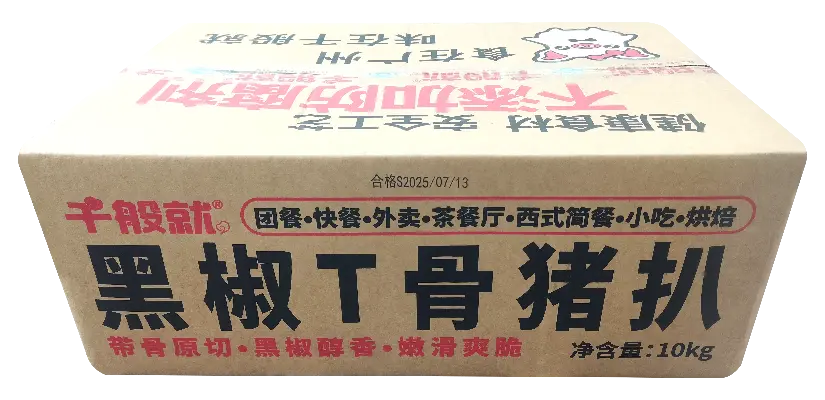 食在广州
味在千般就
不添加防腐剂
健康食材 安全工艺
合格S2025/07/13
千般就®
团餐·快餐·外卖·茶餐厅·西式简餐·小吃·烘焙
黑椒T骨猪扒
带骨原切·黑椒醇香·嫩滑爽脆
净含量:10kg